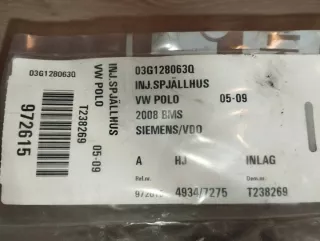 03G128063Q
INJ.SPJÄLLHUS
VW POLO 05-09
T238269
972615
03G128063Q
INJ.SPJÄLLHUS
VW POLO 05-09
2008 BMS
SIEMENS/VDO
A HJ INLAG
4934/7275 T238269